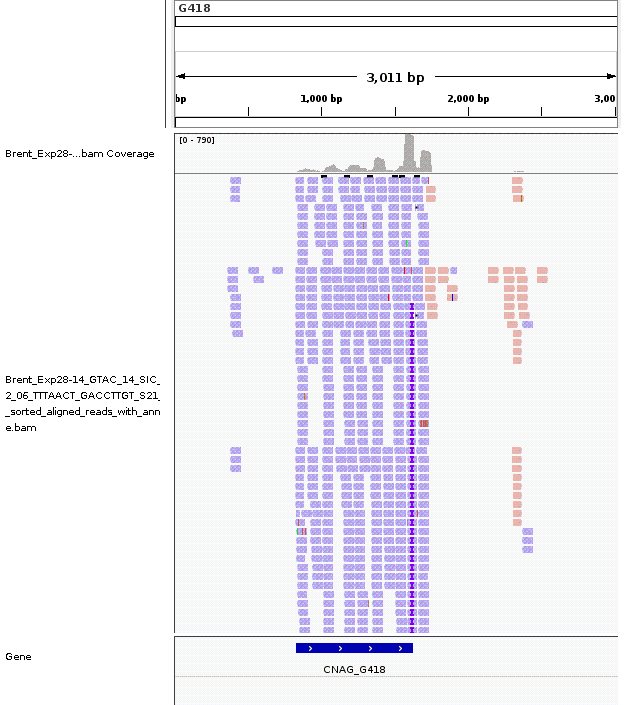 G418
3,011 bp
bp
1,000 bp
2,000 bp
3,00
[0 - 790]
Brent_Exp28-...bam Coverage
Brent_Exp28-14_GTAC_14_SIC_
2_06_TTTAACT_GACCTTGT_S21_
_sorted_aligned_reads_with_ann
e.bam
Gene
CNAG_G418